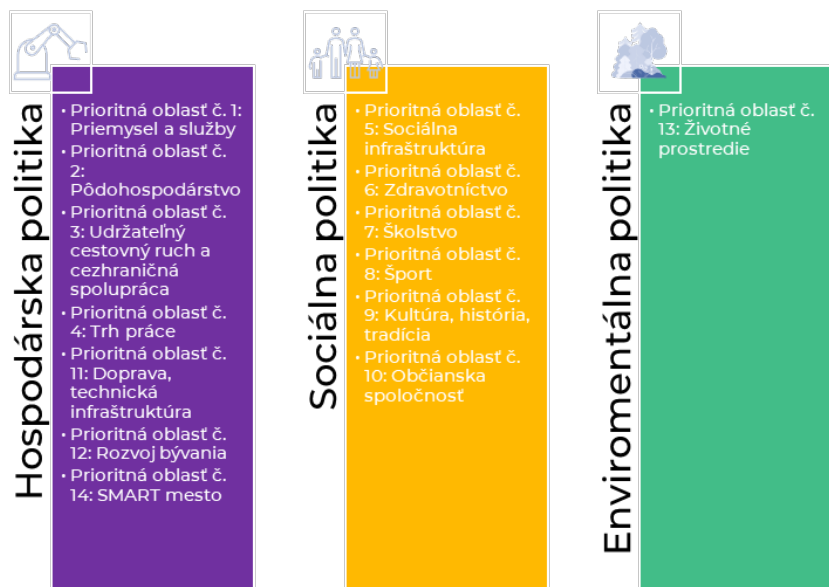 Hospodárska politika
• Prioritná oblasť č. 1:
Priemysel a služby
• Prioritná oblasť č.
2:
Pôdohospodárstvo
• Prioritná oblasť č.
3: Udržateľný
cestovný ruch a
cezhraničná
spolupráca
• Prioritná oblasť č.
4: Trh práce
• Prioritná oblasť č.
11: Doprava,
technická
infraštruktúra
• Prioritná oblasť č.
12: Rozvoj bývania
• Prioritná oblasť č.
14: SMART mesto
Sociálna politika
• Prioritná oblasť č.
5: Sociálna
infraštruktúra
• Prioritná oblasť č.
6: Zdravotníctvo
• Prioritná oblasť č.
7: Školstvo
• Prioritná oblasť č.
8: Šport
• Prioritná oblasť č.
9: Kultúra, história,
tradícia
• Prioritná oblasť č.
10: Občianska
spoločnosť
Enviromentálna politika
• Prioritná oblasť č.
13: Životné
prostredie